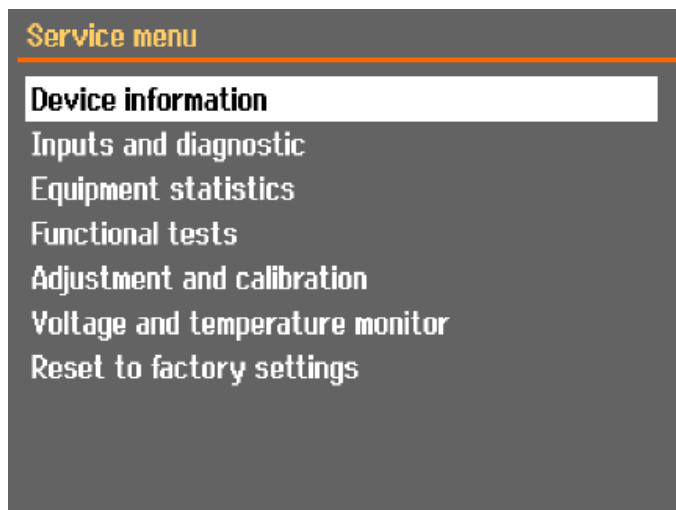 Service menu
Device information
Inputs and diagnostic
Equipment statistics
Functional tests
Adjustment and calibration
Voltage and temperature monitor
Reset to factory settings